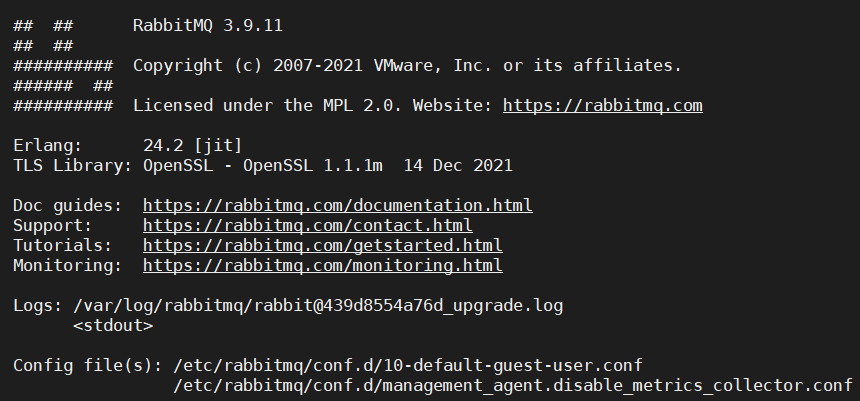 ##  ##      RabbitMQ 3.9.11
##  ##
##########  Copyright (c) 2007-2021 VMware, Inc. or its affiliates.
######  ##
##########  Licensed under the MPL 2.0. Website: https://rabbitmq.com
Erlang:      24.2 [jit]
TLS Library: OpenSSL - OpenSSL 1.1.1m  14 Dec 2021
Doc guides:  https://rabbitmq.com/documentation.html
Support:     https://rabbitmq.com/contact.html
Tutorials:   https://rabbitmq.com/getstarted.html
Monitoring:  https://rabbitmq.com/monitoring.html
Logs: /var/log/rabbitmq/rabbit@439d8554a76d_upgrade.log
      <stdout>
Config file(s): /etc/rabbitmq/conf.d/10-default-guest-user.conf
                /etc/rabbitmq/conf.d/management_agent.disable_metrics_collector.conf